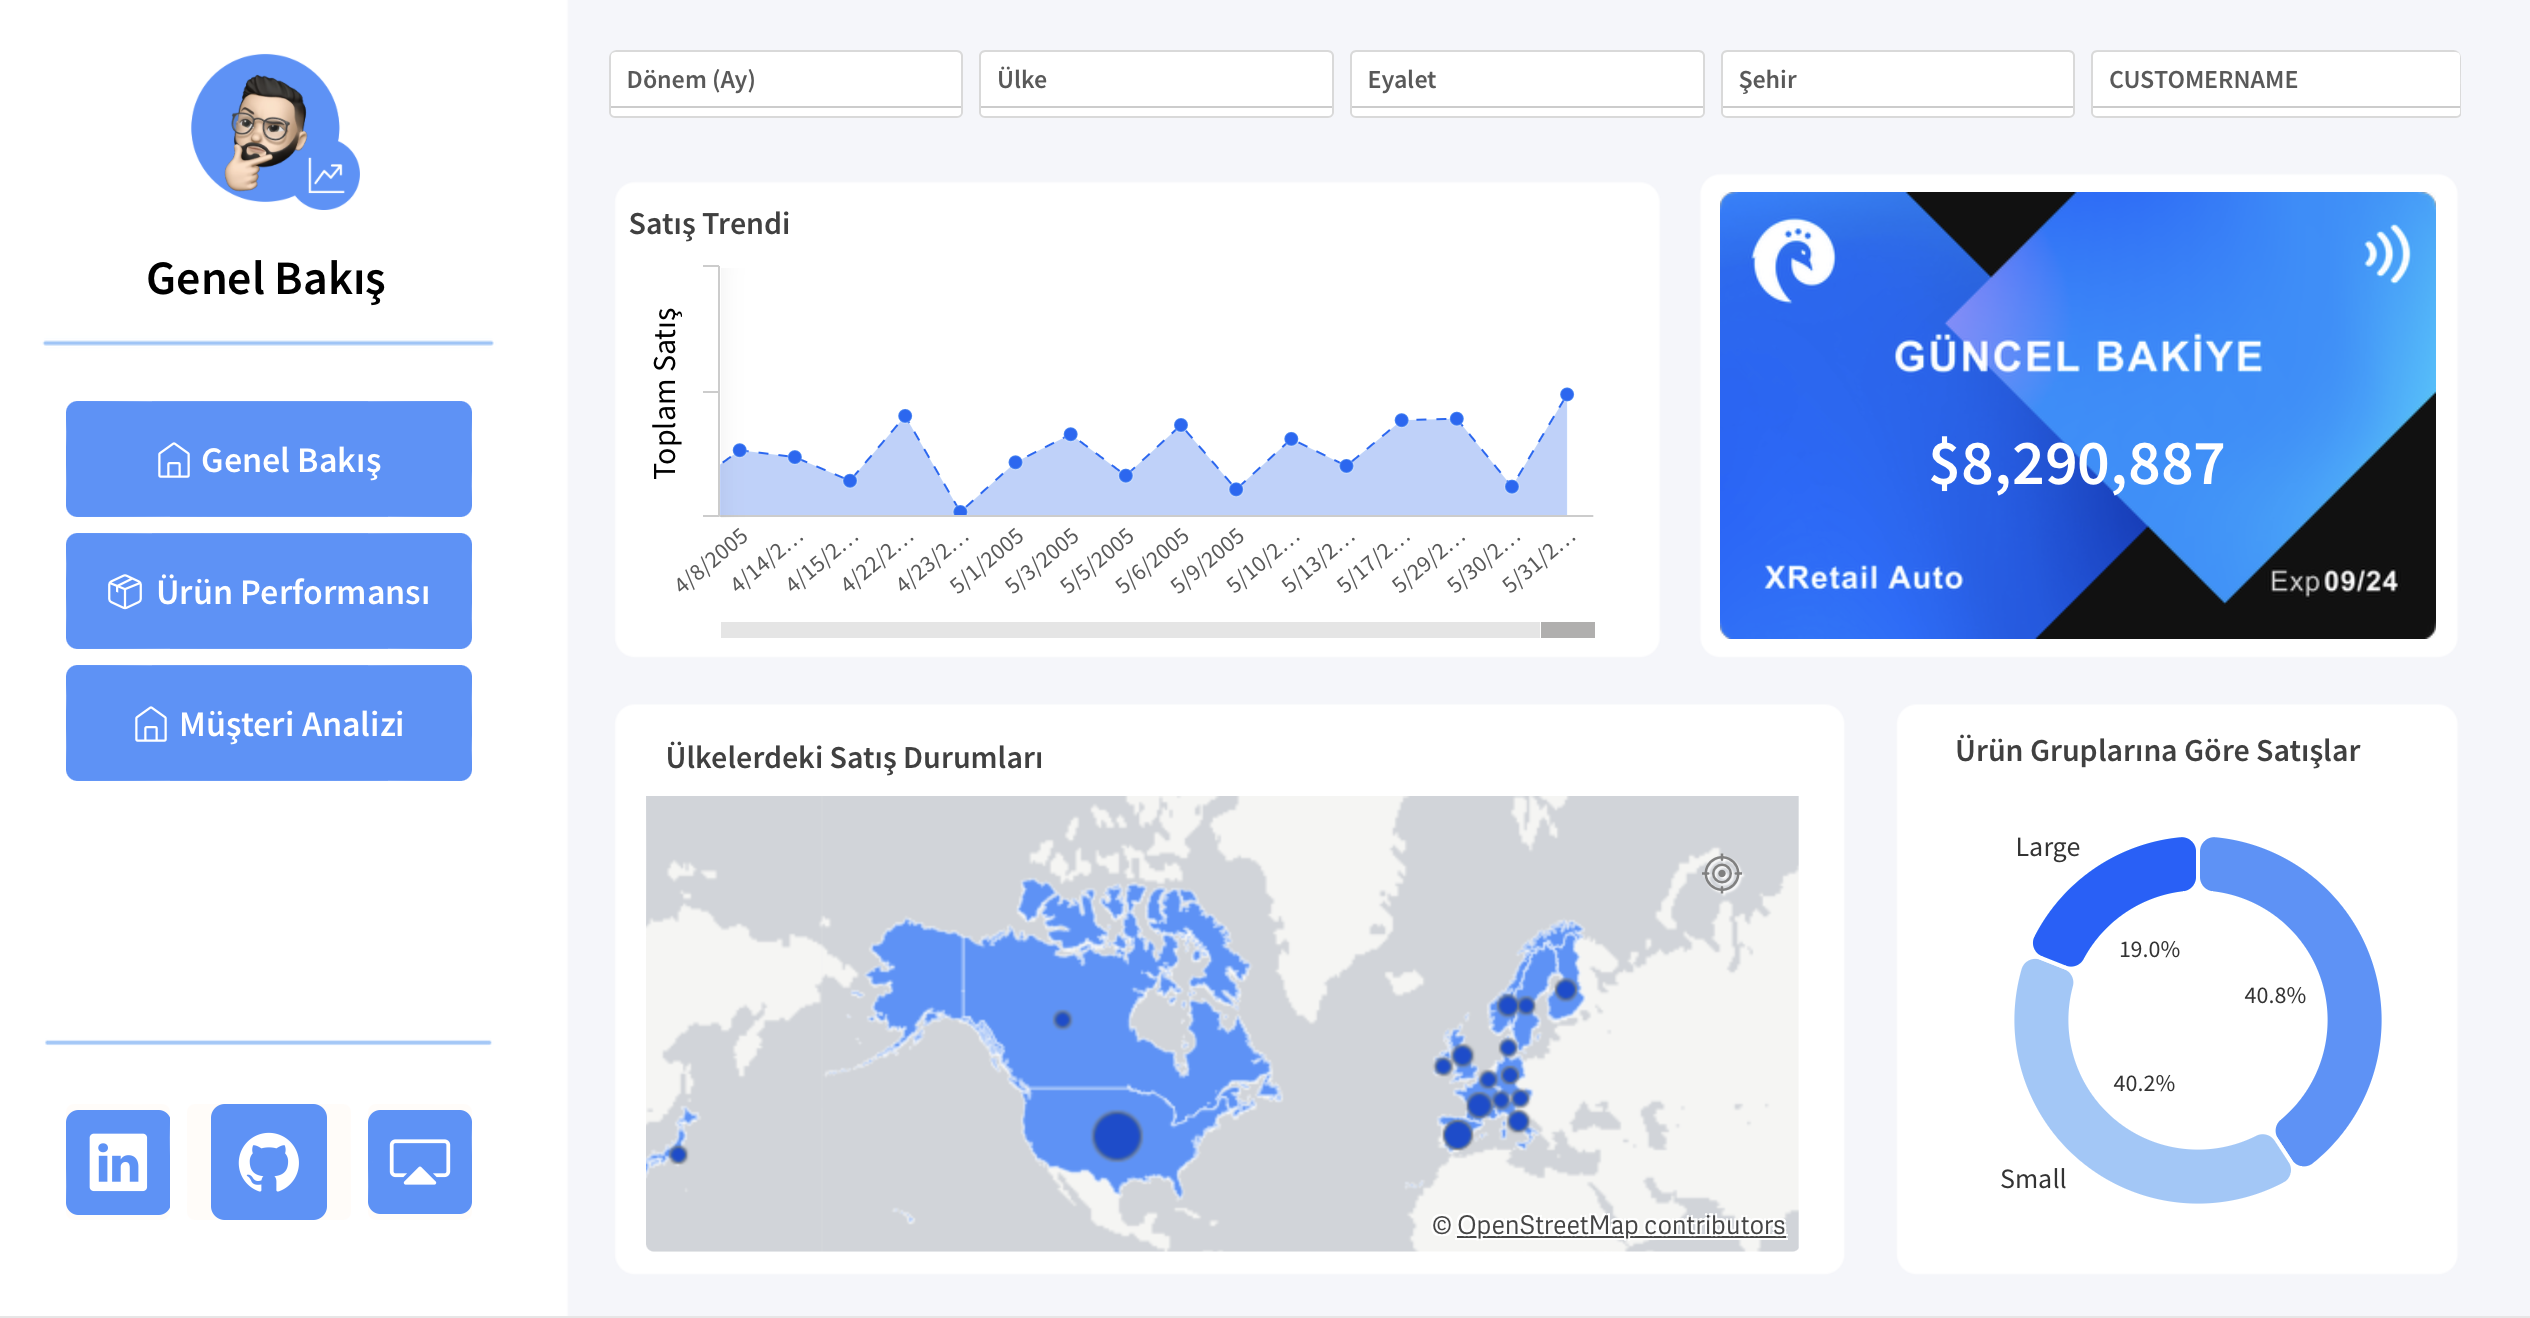 Genel Bakış
Genel Bakış
Ürün Performansı
Müşteri Analizi
in
Dönem (Ay)
Ülke
Eyalet
Şehir
CUSTOMERNAME
Satış Trendi
Toplam Satış
4/8/2005
4/14/2...
4/15/2...
4/22/2...
4/23/2...
5/1/2005
5/3/2005
5/5/2005
5/6/2005
5/9/2005
5/10/2...
5/13/2...
5/17/2...
5/29/2...
5/30/2...
5/31/2...
GÜNCEL BAKİYE
$8,290,887
XRetail Auto
Exp 09/24
Ülkelerdeki Satış Durumları
© OpenStreetMap contributors
Ürün Gruplarına Göre Satışlar
Large
19.0%
40.8%
40.2%
Small